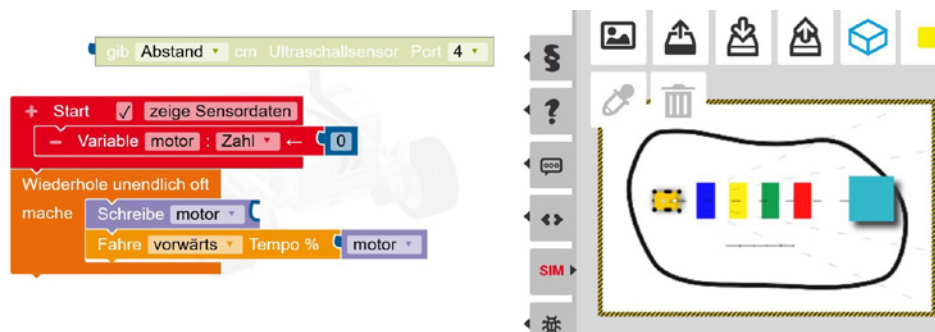 gib Abstand cm Ultraschallsensor Port 4
+ Start ✓ zeige Sensordaten
− Variable motor : Zahl ← 0
Wiederhole unendlich oft
mache Schreibe motor
Fahre vorwärts Tempo % motor
§
?
<>
SIM